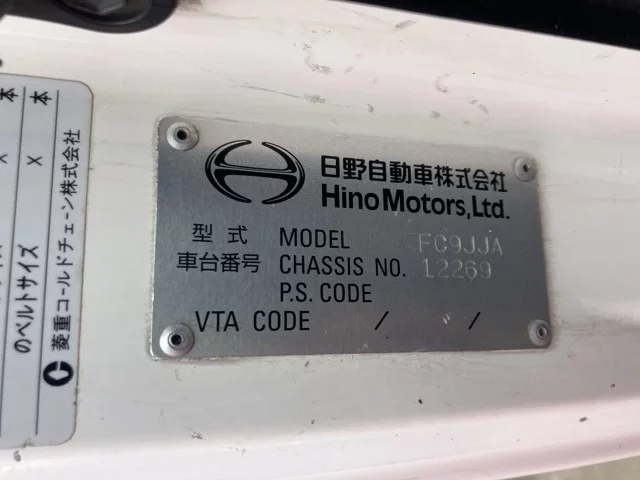 日野自動車株式会社
Hino Motors, Ltd.
型式 MODEL FC9JJA
車台番号 CHASSIS NO. 12269
P.S. CODE
VTA CODE / /
本 本
x x
のベルトサイズ
菱重コールドチェーン株式会社